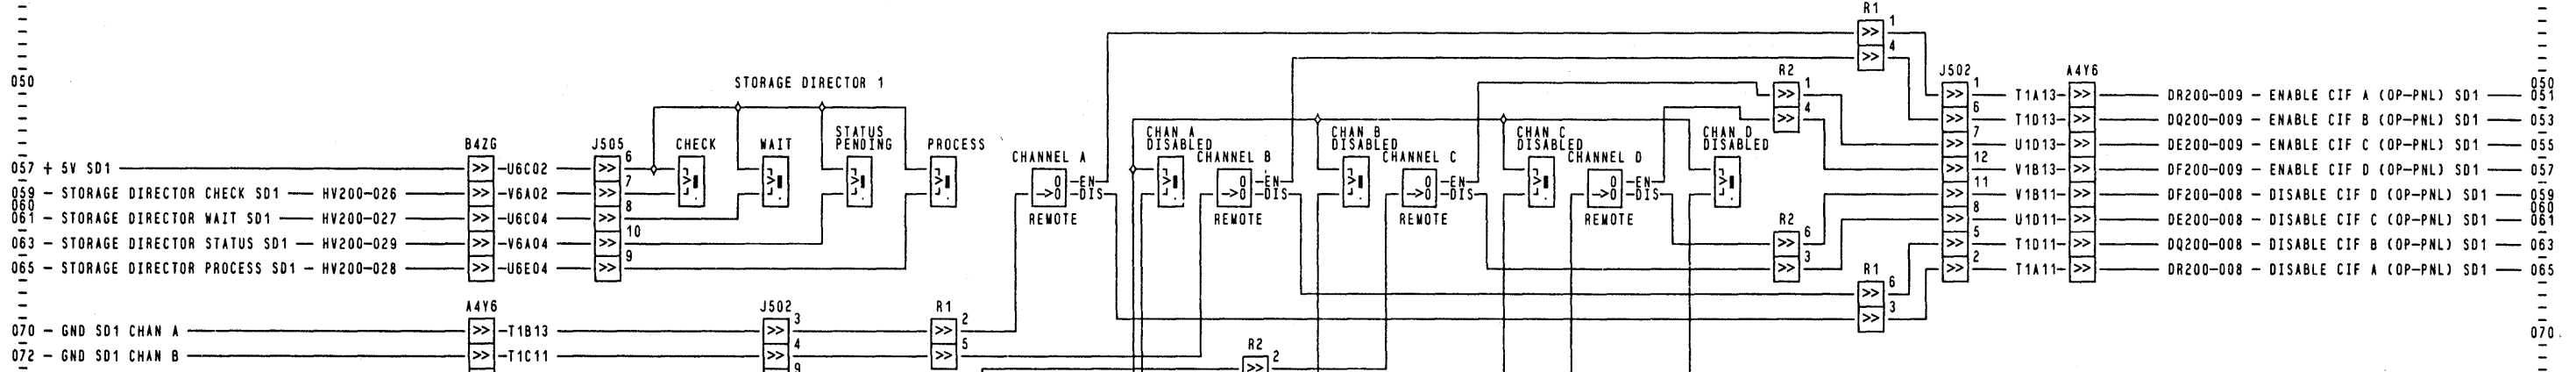 R1
1
4
050
STORAGE DIRECTOR 1
R2
1
4
J502
A4Y6
050
1
T1A13
DR200-009 - ENABLE CIF A (OP-PNL) SD1
051
6
T1D13
DQ200-009 - ENABLE CIF B (OP-PNL) SD1
053
7
U1D13
DE200-009 - ENABLE CIF C (OP-PNL) SD1
055
12
V1B13
DF200-009 - ENABLE CIF D (OP-PNL) SD1
057
11
V1B11
DF200-008 - DISABLE CIF D (OP-PNL) SD1
059
060
8
U1D11
DE200-008 - DISABLE CIF C (OP-PNL) SD1
061
5
T1D11
DQ200-008 - DISABLE CIF B (OP-PNL) SD1
063
2
T1A11
DR200-008 - DISABLE CIF A (OP-PNL) SD1
065
B4ZG
J505
CHECK
WAIT
STATUS
PENDING
PROCESS
057 + 5V SD1
U6C02
6
059 - STORAGE DIRECTOR CHECK SD1 - HV200-026
V6A02
7
060
061 - STORAGE DIRECTOR WAIT SD1 - HV200-027
U6C04
8
063 - STORAGE DIRECTOR STATUS SD1 - HV200-029
V6A04
10
065 - STORAGE DIRECTOR PROCESS SD1 - HV200-028
U6E04
9
CHANNEL A
EN
DIS
REMOTE
CHAN A
DISABLED
CHANNEL B
EN
DIS
REMOTE
CHAN B
DISABLED
CHANNEL C
EN
DIS
REMOTE
CHAN C
DISABLED
CHANNEL D
EN
DIS
REMOTE
CHAN D
DISABLED
R2
6
3
R1
6
3
A4Y6
J502
R1
070 - GND SD1 CHAN A
T1B13
3
2
072 - GND SD1 CHAN B
T1C11
4
5
9
R2
2
070